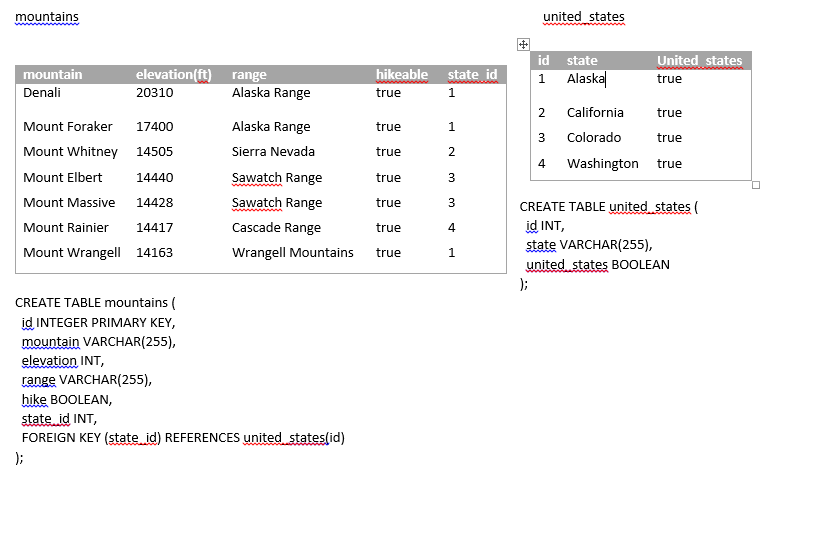 mountains
mountain elevation(ft) range hikeable state_id
Denali 20310 Alaska Range true 1
Mount Foraker 17400 Alaska Range true 1
Mount Whitney 14505 Sierra Nevada true 2
Mount Elbert 14440 Sawatch Range true 3
Mount Massive 14428 Sawatch Range true 3
Mount Rainier 14417 Cascade Range true 4
Mount Wrangell 14163 Wrangell Mountains true 1
CREATE TABLE mountains (
id INTEGER PRIMARY KEY,
mountain VARCHAR(255),
elevation INT,
range VARCHAR(255),
hike BOOLEAN,
state_id INT,
FOREIGN KEY (state_id) REFERENCES united_states(id)
);
united_states
id state United_states
1 Alaska true
2 California true
3 Colorado true
4 Washington true
CREATE TABLE united_states (
id INT,
state VARCHAR(255),
united_states BOOLEAN
);